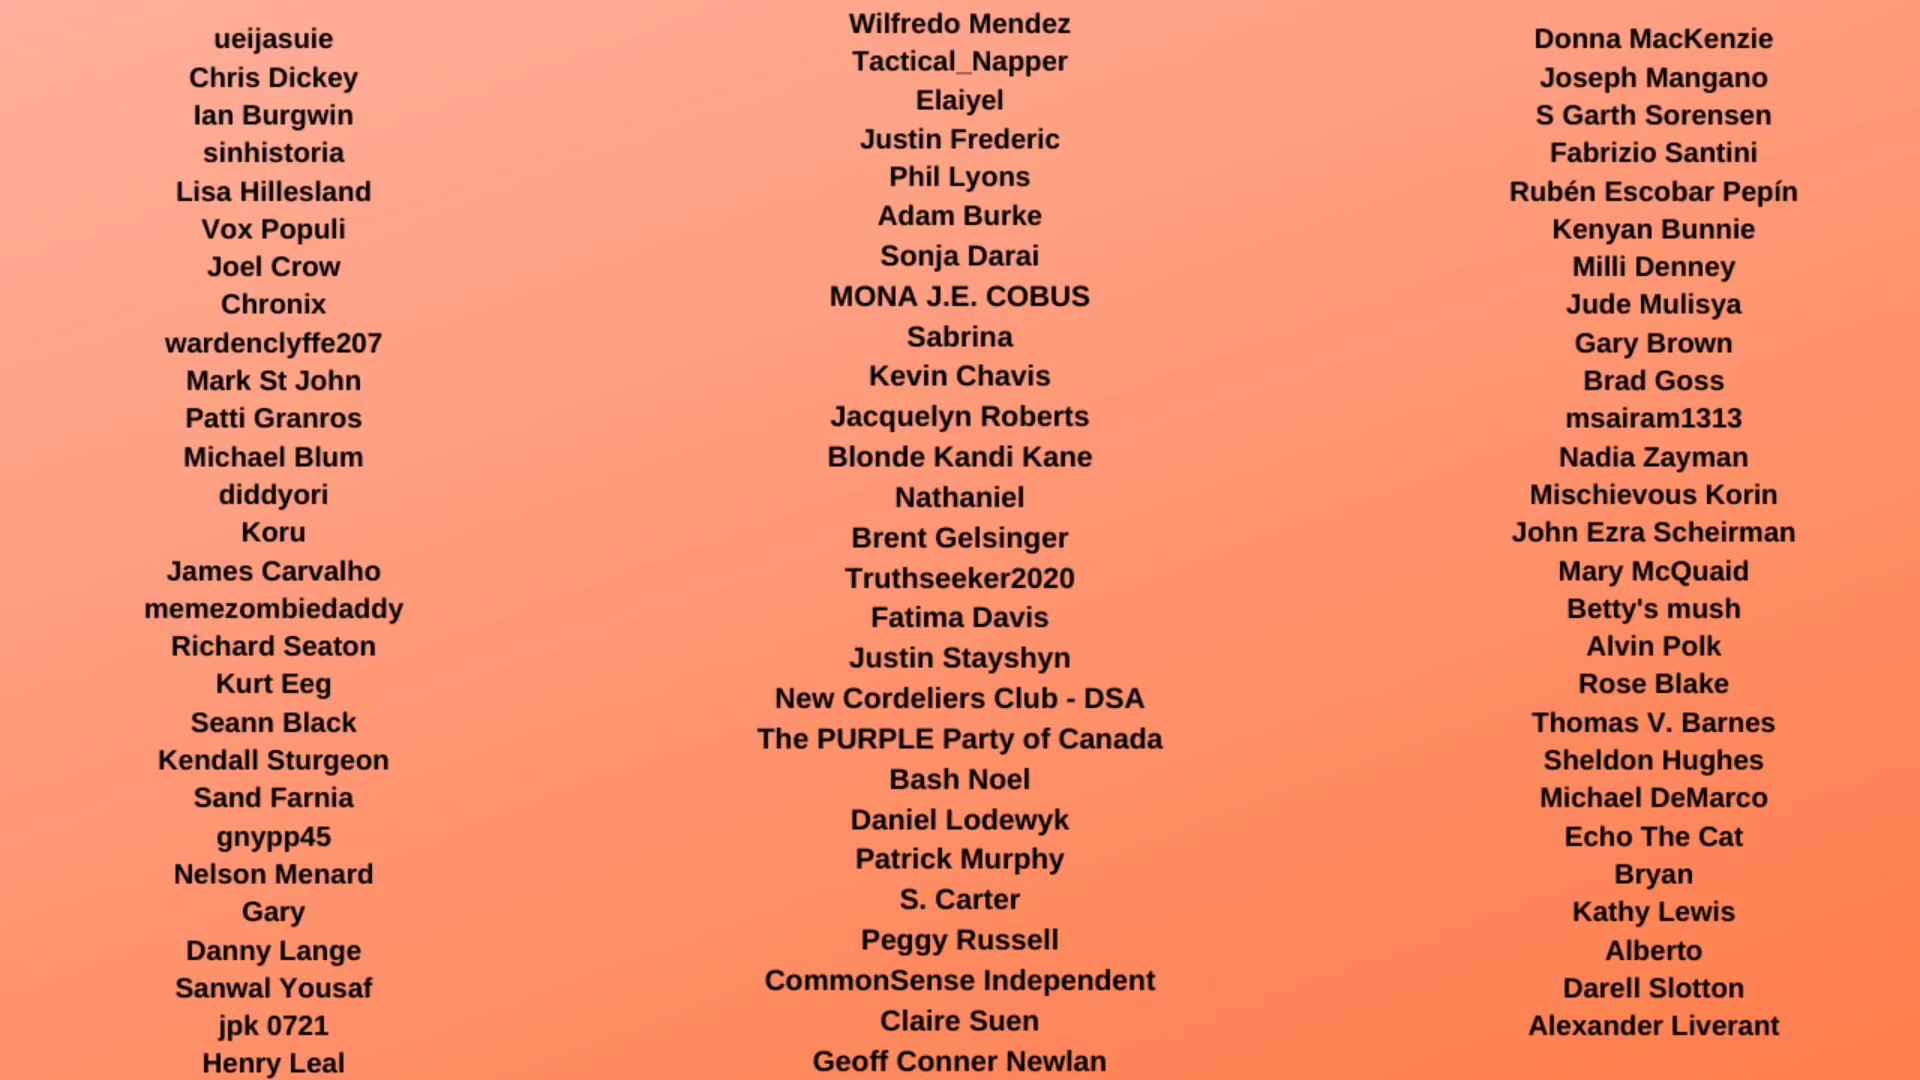 ueijasuie
Chris Dickey
Ian Burgwin
sinhistoria
Lisa Hillesland
Vox Populi
Joel Crow
Chronix
wardenclyffe207
Mark St John
Patti Granros
Michael Blum
diddyori
Koru
James Carvalho
memezombiedaddy
Richard Seaton
Kurt Eeg
Seann Black
Kendall Sturgeon
Sand Farnia
gnypp45
Nelson Menard
Gary
Danny Lange
Sanwal Yousaf
jpk 0721
Henry Leal
Wilfredo Mendez
Tactical_Napper
Elaiyel
Justin Frederic
Phil Lyons
Adam Burke
Sonja Darai
MONA J.E. COBUS
Sabrina
Kevin Chavis
Jacquelyn Roberts
Blonde Kandi Kane
Nathaniel
Brent Gelsinger
Truthseeker2020
Fatima Davis
Justin Stayshyn
New Cordeliers Club - DSA
The PURPLE Party of Canada
Bash Noel
Daniel Lodewyk
Patrick Murphy
S. Carter
Peggy Russell
CommonSense Independent
Claire Suen
Geoff Conner Newlan
Donna MacKenzie
Joseph Mangano
S Garth Sorensen
Fabrizio Santini
Rubén Escobar Pepín
Kenyan Bunnie
Milli Denney
Jude Mulisya
Gary Brown
Brad Goss
msairam1313
Nadia Zayman
Mischievous Korin
John Ezra Scheirman
Mary McQuaid
Betty's mush
Alvin Polk
Rose Blake
Thomas V. Barnes
Sheldon Hughes
Michael DeMarco
Echo The Cat
Bryan
Kathy Lewis
Alberto
Darell Slotton
Alexander Liverant